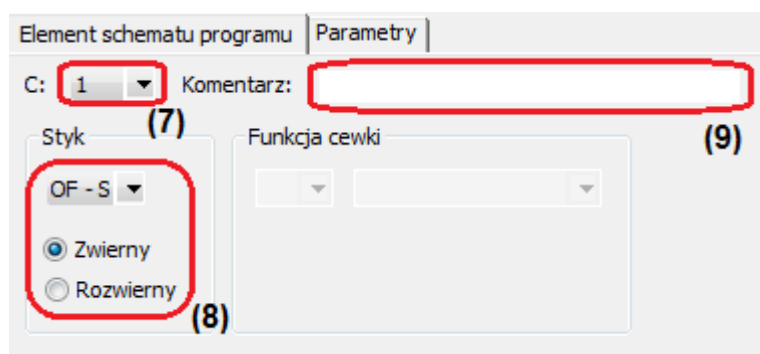 Element schematu programu Parametry
C: 1 Komentarz:
(7)
(9)
Styk Funkcja cewki
OF - S
Zwierny
Rozwierny
(8)